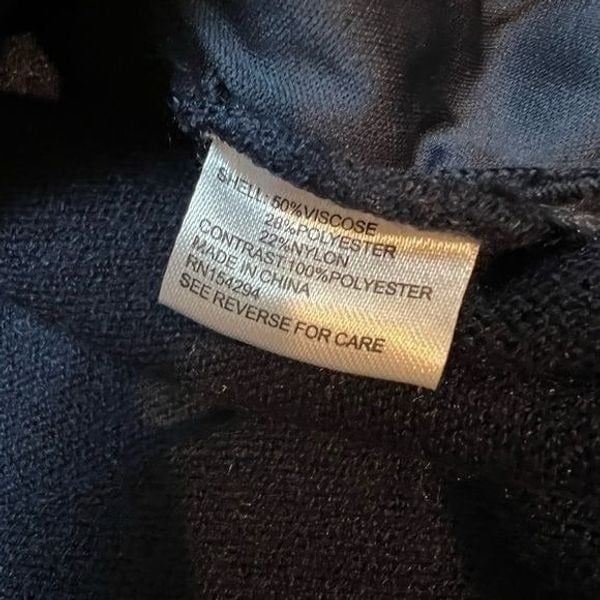 SHELL: 50%VISCOSE
28%POLYESTER
22%NYLON
CONTRAST:100%POLYESTER
MADE IN CHINA
RN154294
SEE REVERSE FOR CARE